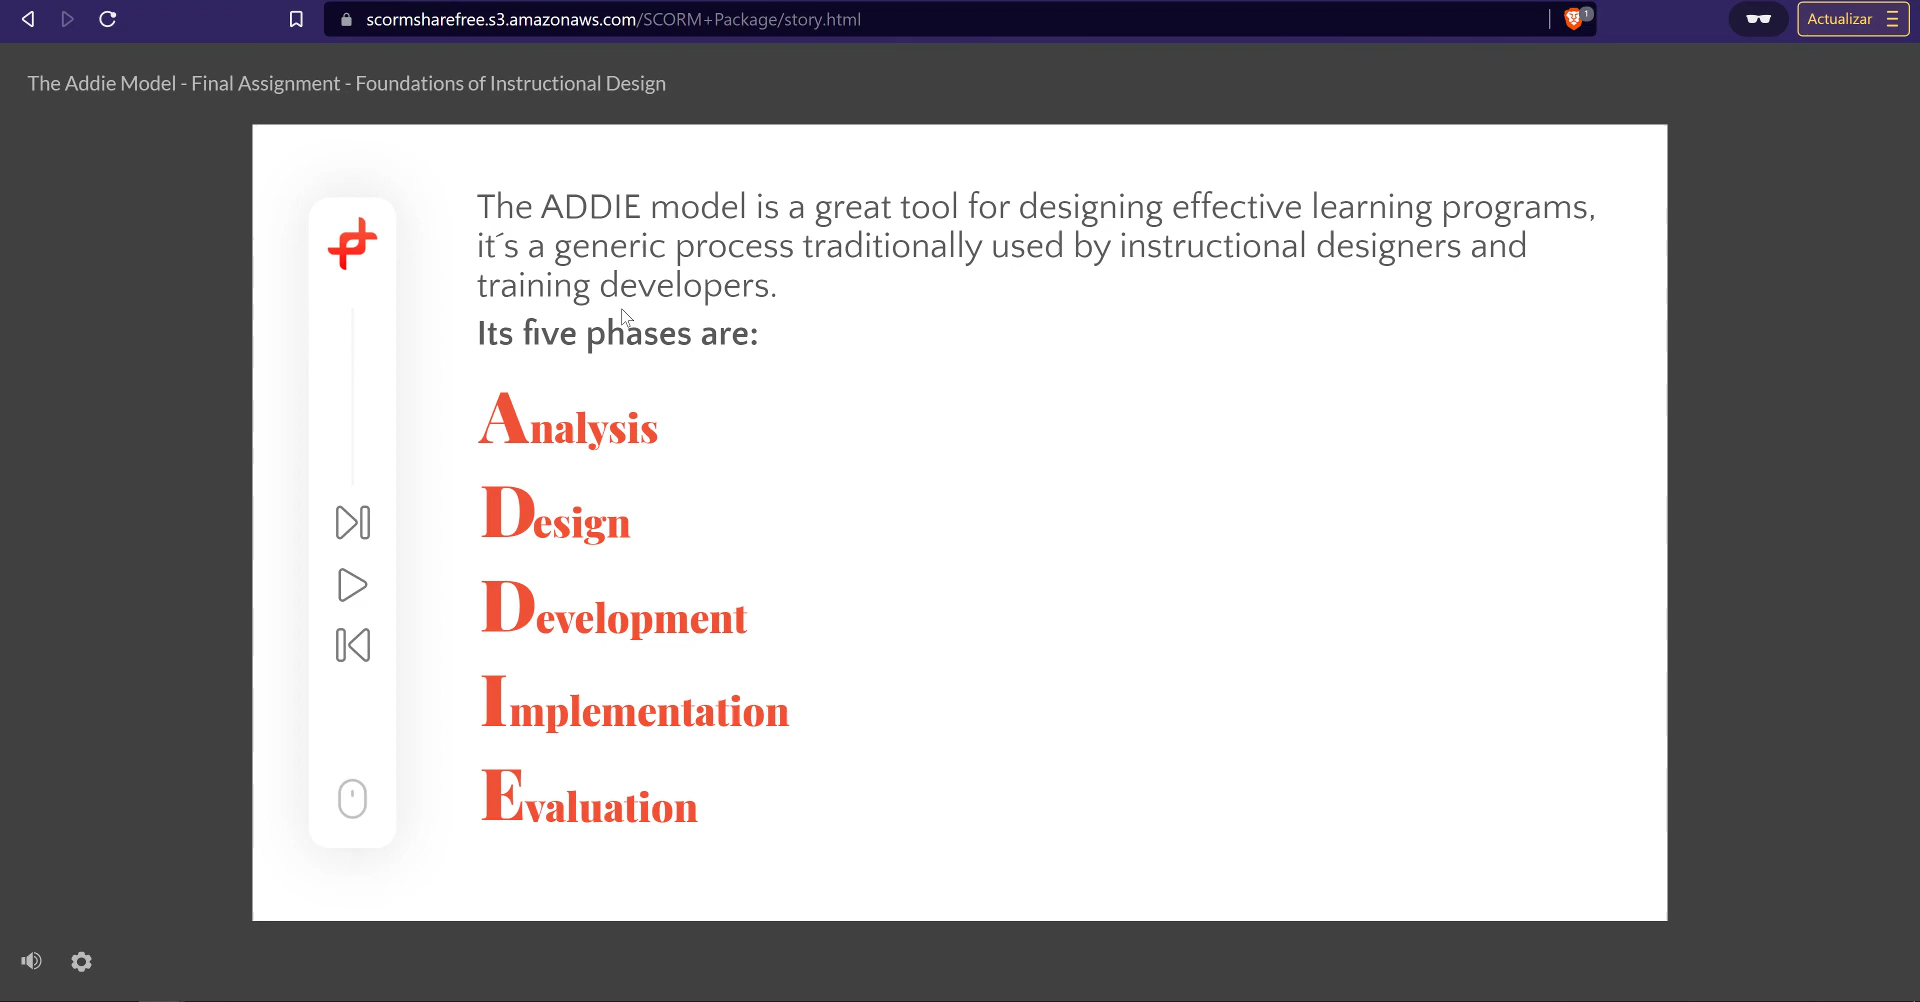 scormsharefree.s3.amazonaws.com/SCORM+Package/story.html
1
Actualizar
The Addie Model - Final Assignment - Foundations of Instructional Design
The ADDIE model is a great tool for designing effective learning programs,
it´s a generic process traditionally used by instructional designers and
training developers.
Its five phases are:
Analysis
Design
Development
Implementation
Evaluation